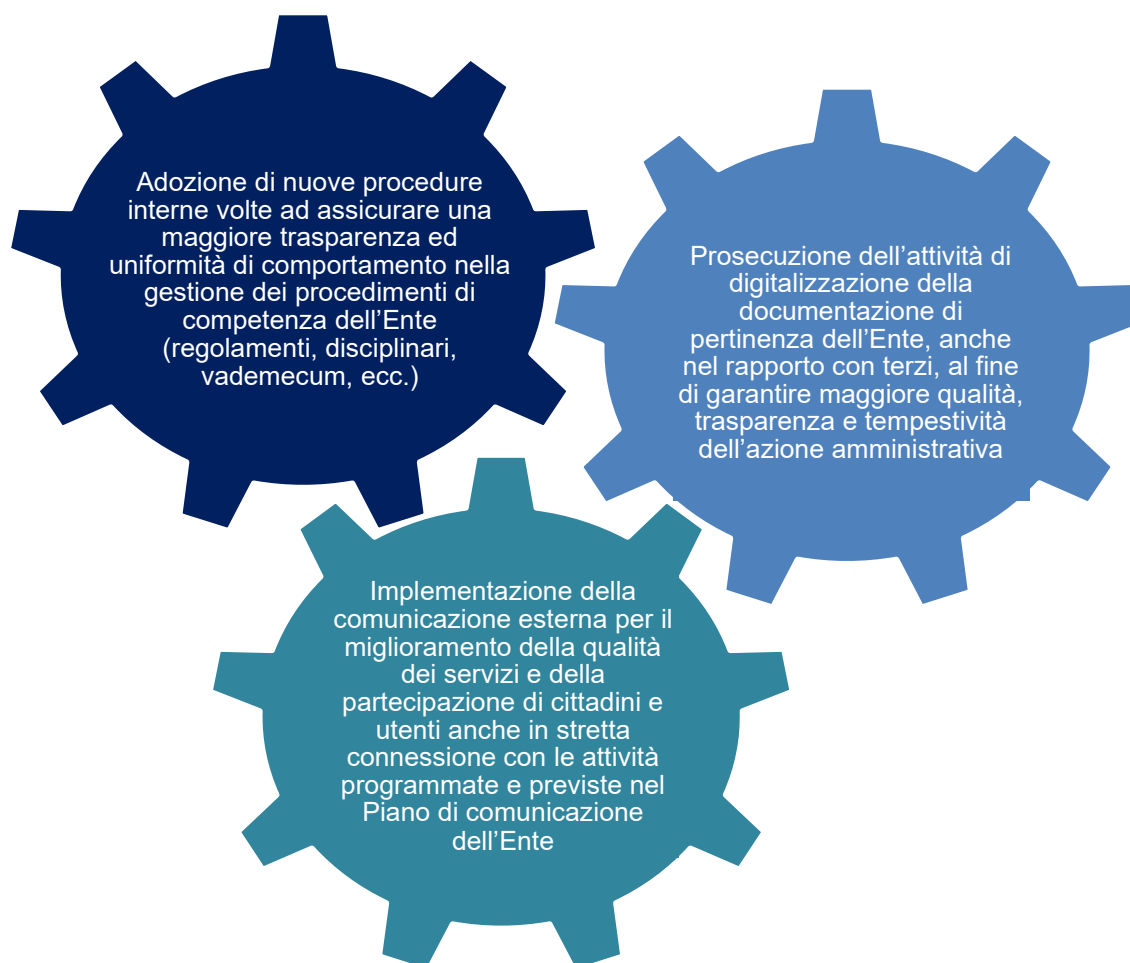 Adozione di nuove procedure
interne volte ad assicurare una
maggiore trasparenza ed
uniformità di comportamento nella
gestione dei procedimenti di
competenza dell’Ente
(regolamenti, disciplinari,
vademecum, ecc.)
Prosecuzione dell’attività di
digitalizzazione della
documentazione di
pertinenza dell’Ente, anche
nel rapporto con terzi, al fine
di garantire maggiore qualità,
trasparenza e tempestività
dell’azione amministrativa
Implementazione della
comunicazione esterna per il
miglioramento della qualità
dei servizi e della
partecipazione di cittadini e
utenti anche in stretta
connessione con le attività
programmate e previste nel
Piano di comunicazione
dell’Ente